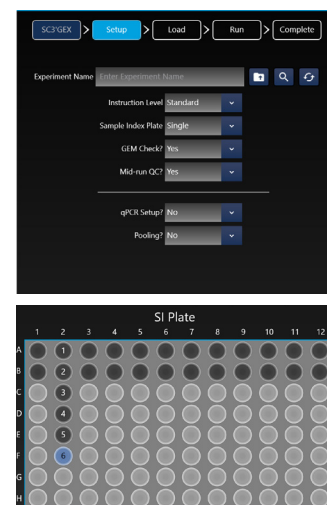 SC3'GEX > Setup > Load > Run > Complete
Experiment Name Enter Experiment Name
Instruction Level Standard
Sample Index Plate Single
GEM Check? Yes
Mid-run QC? Yes
qPCR Setup? No
Pooling? No
SI Plate
1 2 3 4 5 6 7 8 9 10 11 12
A 1
B 2
C 3
D 4
E 5
F 6
G
H